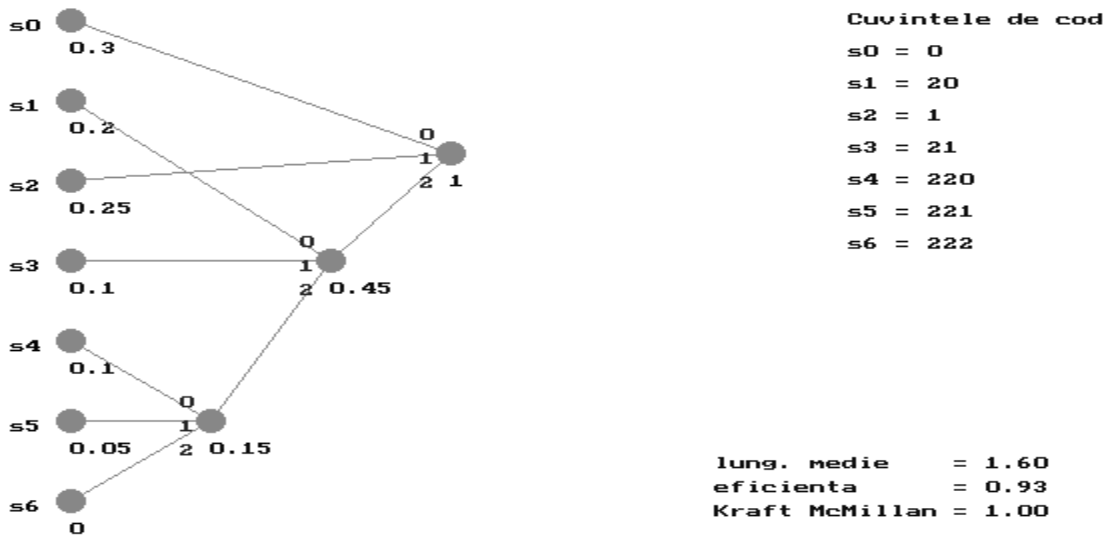 s0
0.3
s1
0.2
s2
0.25
s3
0.1
s4
0.1
s5
0.05
s6
0
0
1
2 1
0
1
2 0.45
0
1
2 0.15
Cuvintele de cod
s0 = 0
s1 = 20
s2 = 1
s3 = 21
s4 = 220
s5 = 221
s6 = 222
lung. medie = 1.60
eficienta = 0.93
Kraft McMillan = 1.00